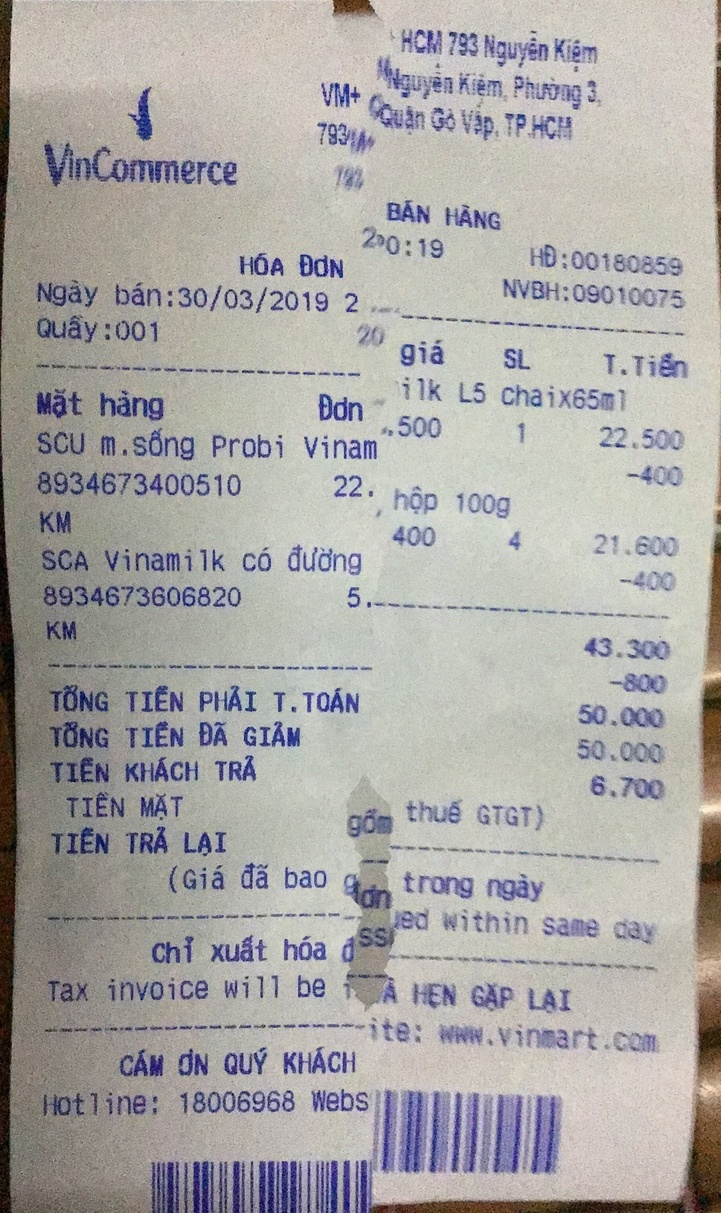 VinCommerce
VM+ HCM 793 Nguyễn Kiệm
793 Nguyễn Kiệm, Phường 3,
Quận Gò Vấp, TP.HCM
HÓA ĐƠN BÁN HÀNG
Ngày bán:30/03/2019 20:19 HĐ:00180859
Quầy:001 NVBH:09010075
Mặt hàng Đơn giá SL T.Tiền
SCU m.sống Probi Vinamilk L5 chaiX65ml
8934673400510 22.500 1 22.500
KM -400
SCA Vinamilk có đường hộp 100g
8934673606820 5.400 4 21.600
KM -400
TỔNG TIỀN PHẢI T.TOÁN 43.300
TỔNG TIỀN ĐÃ GIẢM -800
TIỀN KHÁCH TRẢ 50.000
TIỀN MẶT 50.000
TIỀN TRẢ LẠI 6.700
(Giá đã bao gồm thuế GTGT)
Chỉ xuất hóa đơn trong ngày
Tax invoice will be issued within same day
CÁM ƠN QUÝ KHÁCH VÀ HẸN GẶP LẠI
Hotline: 18006968 Website: www.vinmart.com